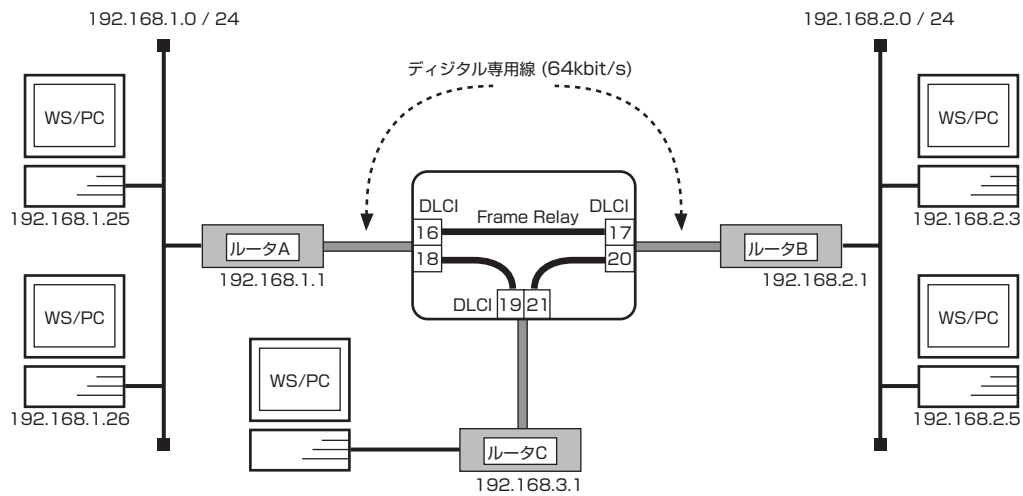 192.168.1.0 / 24
192.168.2.0 / 24
ディジタル専用線 (64kbit/s)
WS/PC
WS/PC
192.168.1.25
192.168.2.3
DLCI
Frame Relay
DLCI
16
17
ルータA
ルータB
18
20
192.168.1.1
192.168.2.1
DLCI
19
21
WS/PC
WS/PC
WS/PC
192.168.1.26
192.168.2.5
ルータC
192.168.3.1